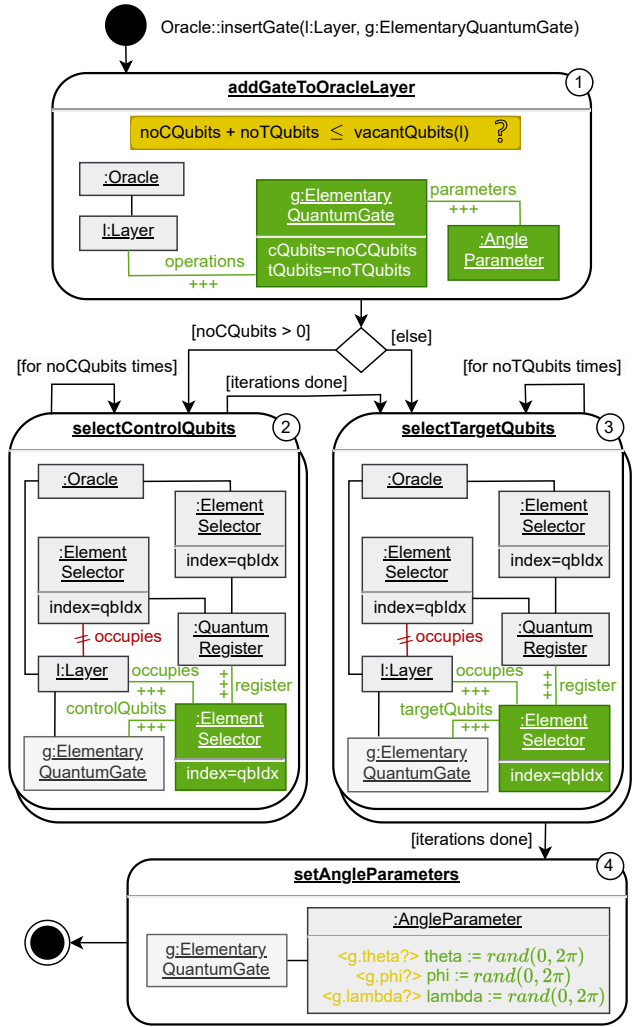 Oracle::insertGate(l:Layer, g:ElementaryQuantumGate)
addGateToOracleLayer
1
noCQubits + noTQubits ≤ vacantQubits(l) ?
:Oracle
l:Layer
operations
+++
g:Elementary
QuantumGate
cQubits=noCQubits
tQubits=noTQubits
parameters
+++
:Angle
Parameter
[noCQubits > 0]
[else]
[for noCQubits times]
[iterations done]
[for noTQubits times]
selectControlQubits
2
:Oracle
:Element
Selector
index=qbIdx
:Element
Selector
index=qbIdx
occupies
:Quantum
Register
l:Layer
occupies
+++
+++
register
controlQubits
+++
g:Elementary
QuantumGate
:Element
Selector
index=qbIdx
selectTargetQubits
3
:Oracle
:Element
Selector
index=qbIdx
:Element
Selector
index=qbIdx
occupies
:Quantum
Register
l:Layer
occupies
+++
+++
register
targetQubits
+++
g:Elementary
QuantumGate
:Element
Selector
index=qbIdx
[iterations done]
setAngleParameters
4
g:Elementary
QuantumGate
:AngleParameter
<g.theta?> theta := rand(0, 2π)
<g.phi?> phi := rand(0, 2π)
<g.lambda?> lambda := rand(0, 2π)